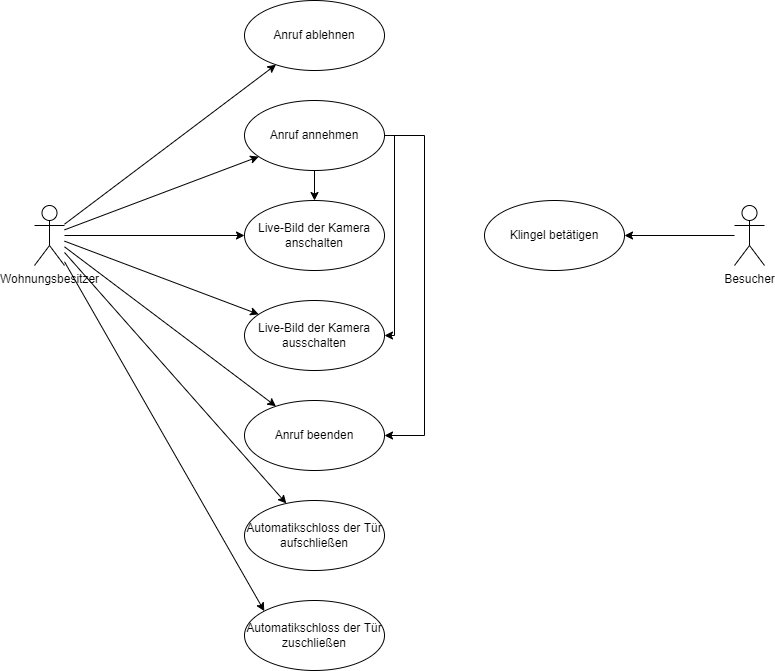 Anruf ablehnen
Anruf annehmen
Live-Bild der Kamera
anschalten
Klingel betätigen
Wohnungsbesitzer
Besucher
Live-Bild der Kamera
ausschalten
Anruf beenden
Automatikschloss der Tür
aufschließen
Automatikschloss der Tür
zuschließen